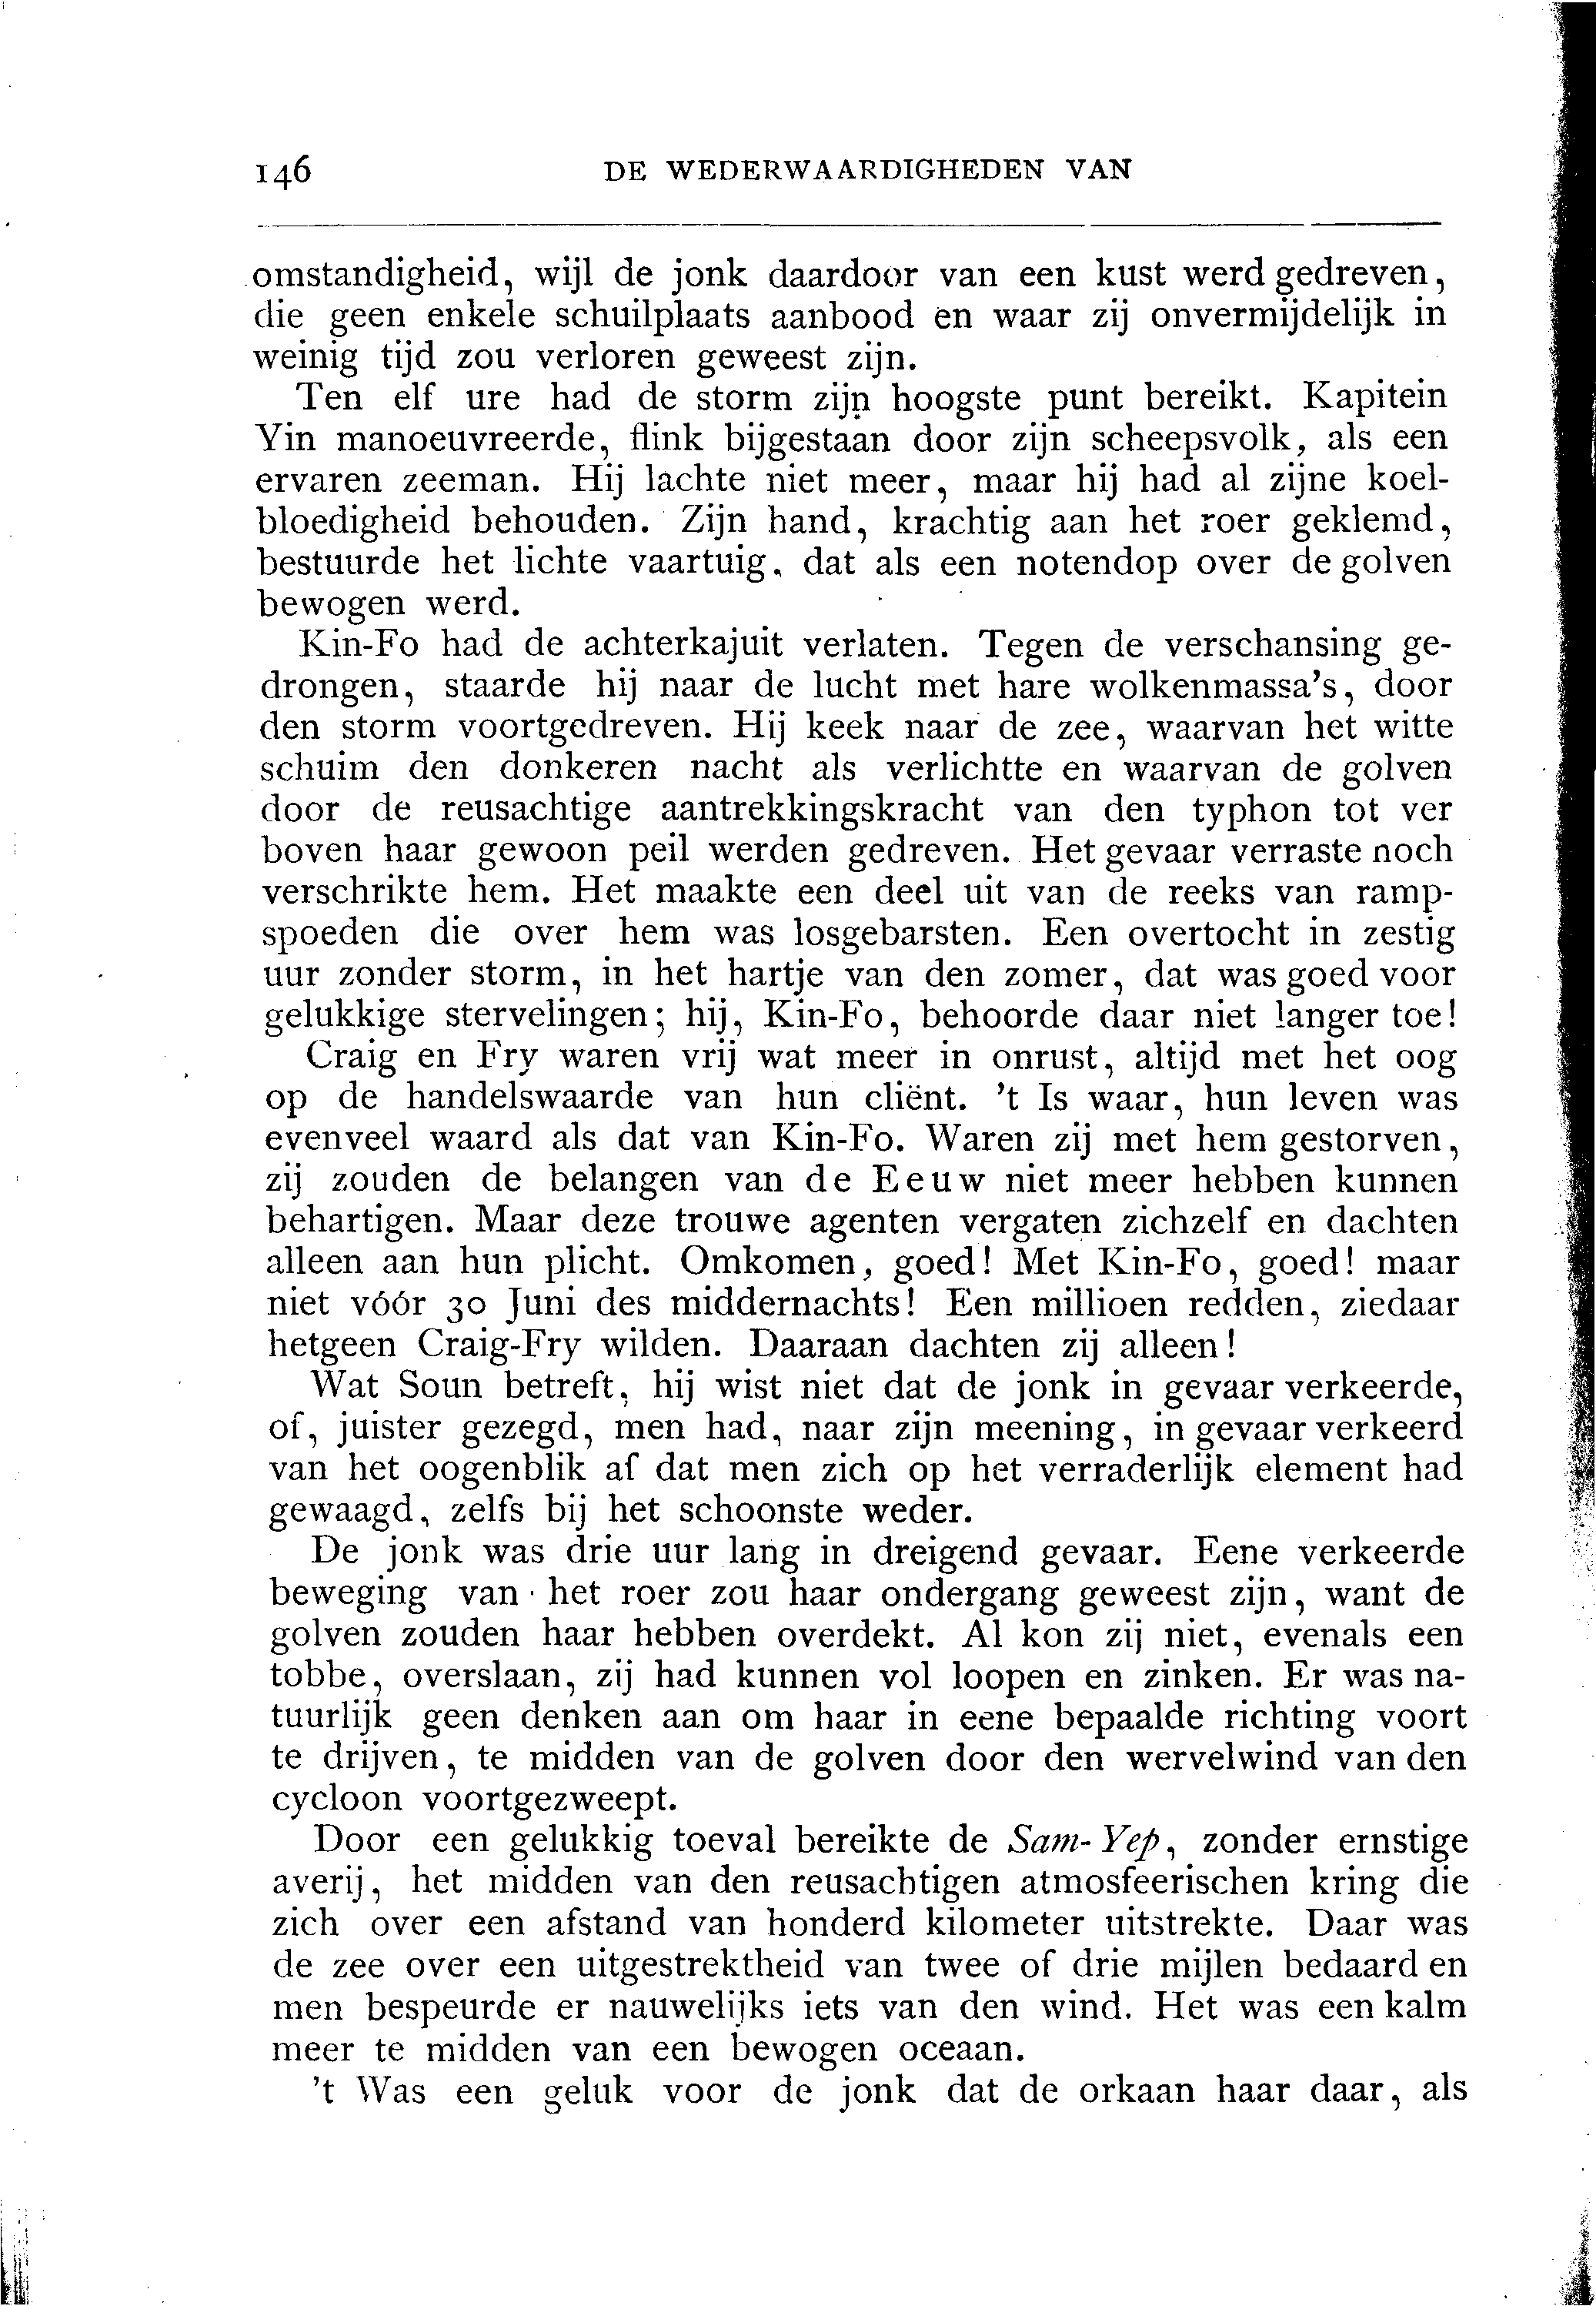 146 DE WEDERWAARDIGHEDEN VAN
omstandigheid, wijl de jonk daardoor van een kust werd gedreven,
die geen enkele schuilplaats aanbood en waar zij onvermijdelijk in
weinig tijd zou verloren geweest zijn.
Ten elf ure had de storm zijn hoogste punt bereikt. Kapitein
Yin manoeuvreerde, flink bijgestaan door zijn scheepsvolk, als een
ervaren zeeman. Hij lachte niet meer, maar hij had al zijne koel-
bloedigheid behouden. Zijn hand, krachtig aan het roer geklemd,
bestuurde het lichte vaartuig, dat als een notendop over de golven
bewogen werd.
Kin-Fo had de achterkajuit verlaten. Tegen de verschansing ge-
drongen, staarde hij naar de lucht met hare wolkenmassa's, door
den storm voortgedreven. Hij keek naar de zee, waarvan het witte
schuim den donkeren nacht als verlichtte en waarvan de golven
door de reusachtige aantrekkingskracht van den typhon tot ver
boven haar gewoon peil werden gedreven. Het gevaar verraste noch
verschrikte hem. Het maakte een deel uit van de reeks van ramp-
spoeden die over hem was losgebarsten. Een overtocht in zestig
uur zonder storm, in het hartje van den zomer, dat was goed voor
gelukkige stervelingen; hij, Kin-Fo, behoorde daar niet langer toe!
Craig en Fry waren vrij wat meer in onrust, altijd met het oog
op de handelswaarde van hun cliënt. 't Is waar, hun leven was
evenveel waard als dat van Kin-Fo. Waren zij met hem gestorven,
zij zouden de belangen van de Eeuw niet meer hebben kunnen
behartigen. Maar deze trouwe agenten vergaten zichzelf en dachten
alleen aan hun plicht. Omkomen, goed! Met Kin-Fo, goed! maar
niet vóór 30 Juni des middernachts! Een millioen redden, ziedaar
hetgeen Craig-Fry wilden. Daaraan dachten zij alleen!
Wat Soun betreft, hij wist niet dat de jonk in gevaar verkeerde,
of, juister gezegd, men had, naar zijn meening, in gevaar verkeerd
van het oogenblik af dat men zich op het verraderlijk element had
gewaagd, zelfs bij het schoonste weder.
De jonk was drie uur lang in dreigend gevaar. Eene verkeerde
beweging van het roer zou haar ondergang geweest zijn, want de
golven zouden haar hebben overdekt. Al kon zij niet, evenals een
tobbe, overslaan, zij had kunnen vol loopen en zinken. Er was na-
tuurlijk geen denken aan om haar in eene bepaalde richting voort
te drijven, te midden van de golven door den wervelwind van den
cycloon voortgezweept.
Door een gelukkig toeval bereikte de Sam-Yep, zonder ernstige
averij, het midden van den reusachtigen atmosfeerischen kring die
zich over een afstand van honderd kilometer uitstrekte. Daar was
de zee over een uitgestrektheid van twee of drie mijlen bedaard en
men bespeurde er nauwelijks iets van den wind. Het was een kalm
meer te midden van een bewogen oceaan.
't Was een geluk voor de jonk dat de orkaan haar daar, als